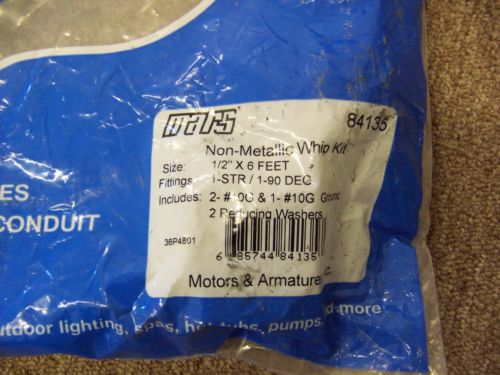 mars 84135
Non-Metallic Whip Kit
Size: 1/2" X 6 FEET
Fittings: 1-STR / 1-90 DEG
Includes: 2- #10G & 1- #10G Ground
2 Reducing Washers
36P4801
6 85744 84135
Motors & Armature
ES
CONDUIT
utdoor lighting, spas, hot tubs, pumps, and more